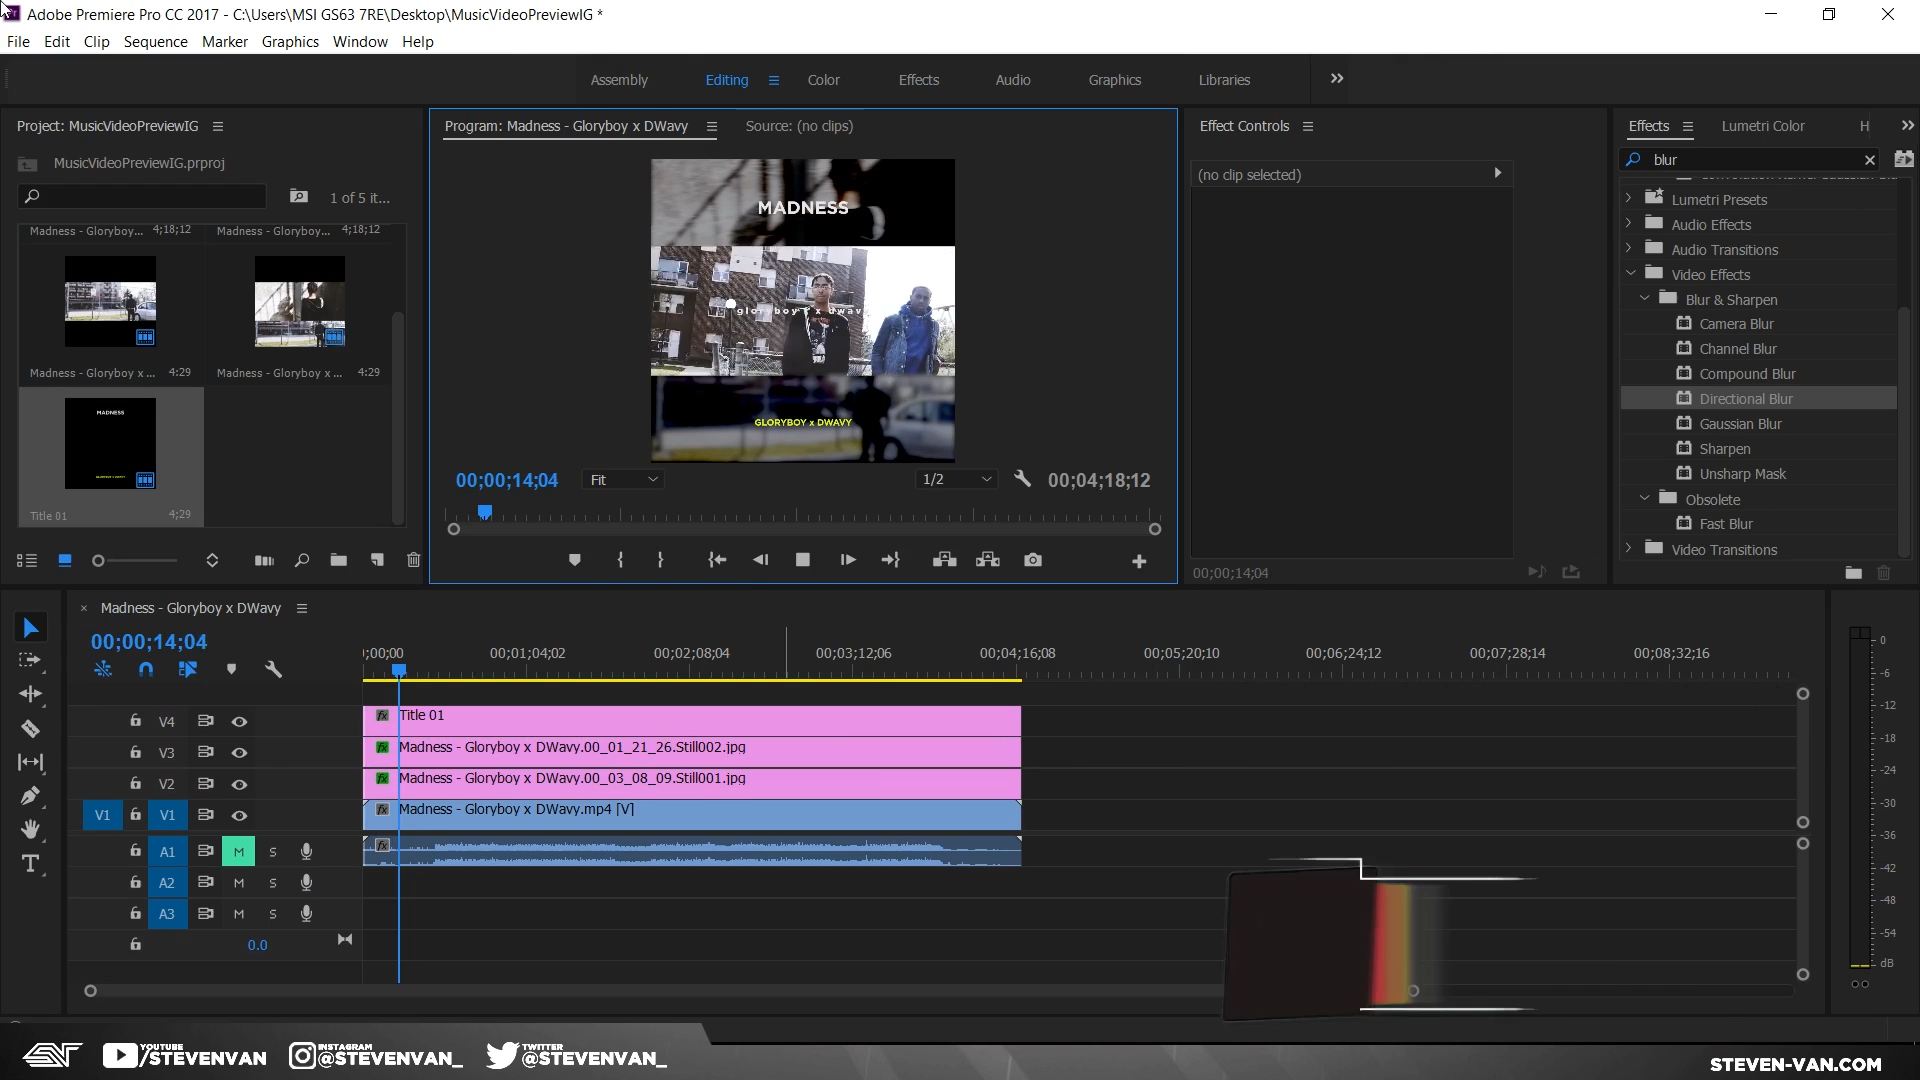 Adobe Premiere Pro CC 2017 - C:\Users\MSI GS63 7RE\Desktop\MusicVideoPreviewIG *
File Edit Clip Sequence Marker Graphics Window Help
Assembly Editing Color Effects Audio Graphics Libraries
Project: MusicVideoPreviewIG
MusicVideoPreviewIG.prproj
1 of 5 it...
Madness - Gloryboy... 4;18;12
Madness - Gloryboy... 4;18;12
Madness - Gloryboy x ... 4:29
Madness - Gloryboy x ... 4:29
MADNESS
Title 01 4;29
Program: Madness - Gloryboy x DWavy
Source: (no clips)
MADNESS
gloryboy's x dwav
GLORYBOY x DWAVY
00;00;14;04
Fit
1/2
00;04;18;12
Effect Controls
(no clip selected)
00;00;14;04
Effects Lumetri Color H
blur
Lumetri Presets
Audio Effects
Audio Transitions
Video Effects
Blur & Sharpen
Camera Blur
Channel Blur
Compound Blur
Directional Blur
Gaussian Blur
Sharpen
Unsharp Mask
Obsolete
Fast Blur
Video Transitions
× Madness - Gloryboy x DWavy
00;00;14;04
;00;00 00;01;04;02 00;02;08;04 00;03;12;06 00;04;16;08 00;05;20;10 00;06;24;12 00;07;28;14 00;08;32;16
V4 Title 01
V3 Madness - Gloryboy x DWavy.00_01_21_26.Still002.jpg
V2 Madness - Gloryboy x DWavy.00_03_08_09.Still001.jpg
V1 V1 Madness - Gloryboy x DWavy.mp4 [V]
A1 M S
A2 M S
A3 M S
0.0
0
-6
-12
-18
-24
-30
-36
-42
-48
-54
dB
YOUTUBE
/STEVENVAN
INSTAGRAM
@STEVENVAN_
TWITTER
@STEVENVAN_
STEVEN-VAN.COM